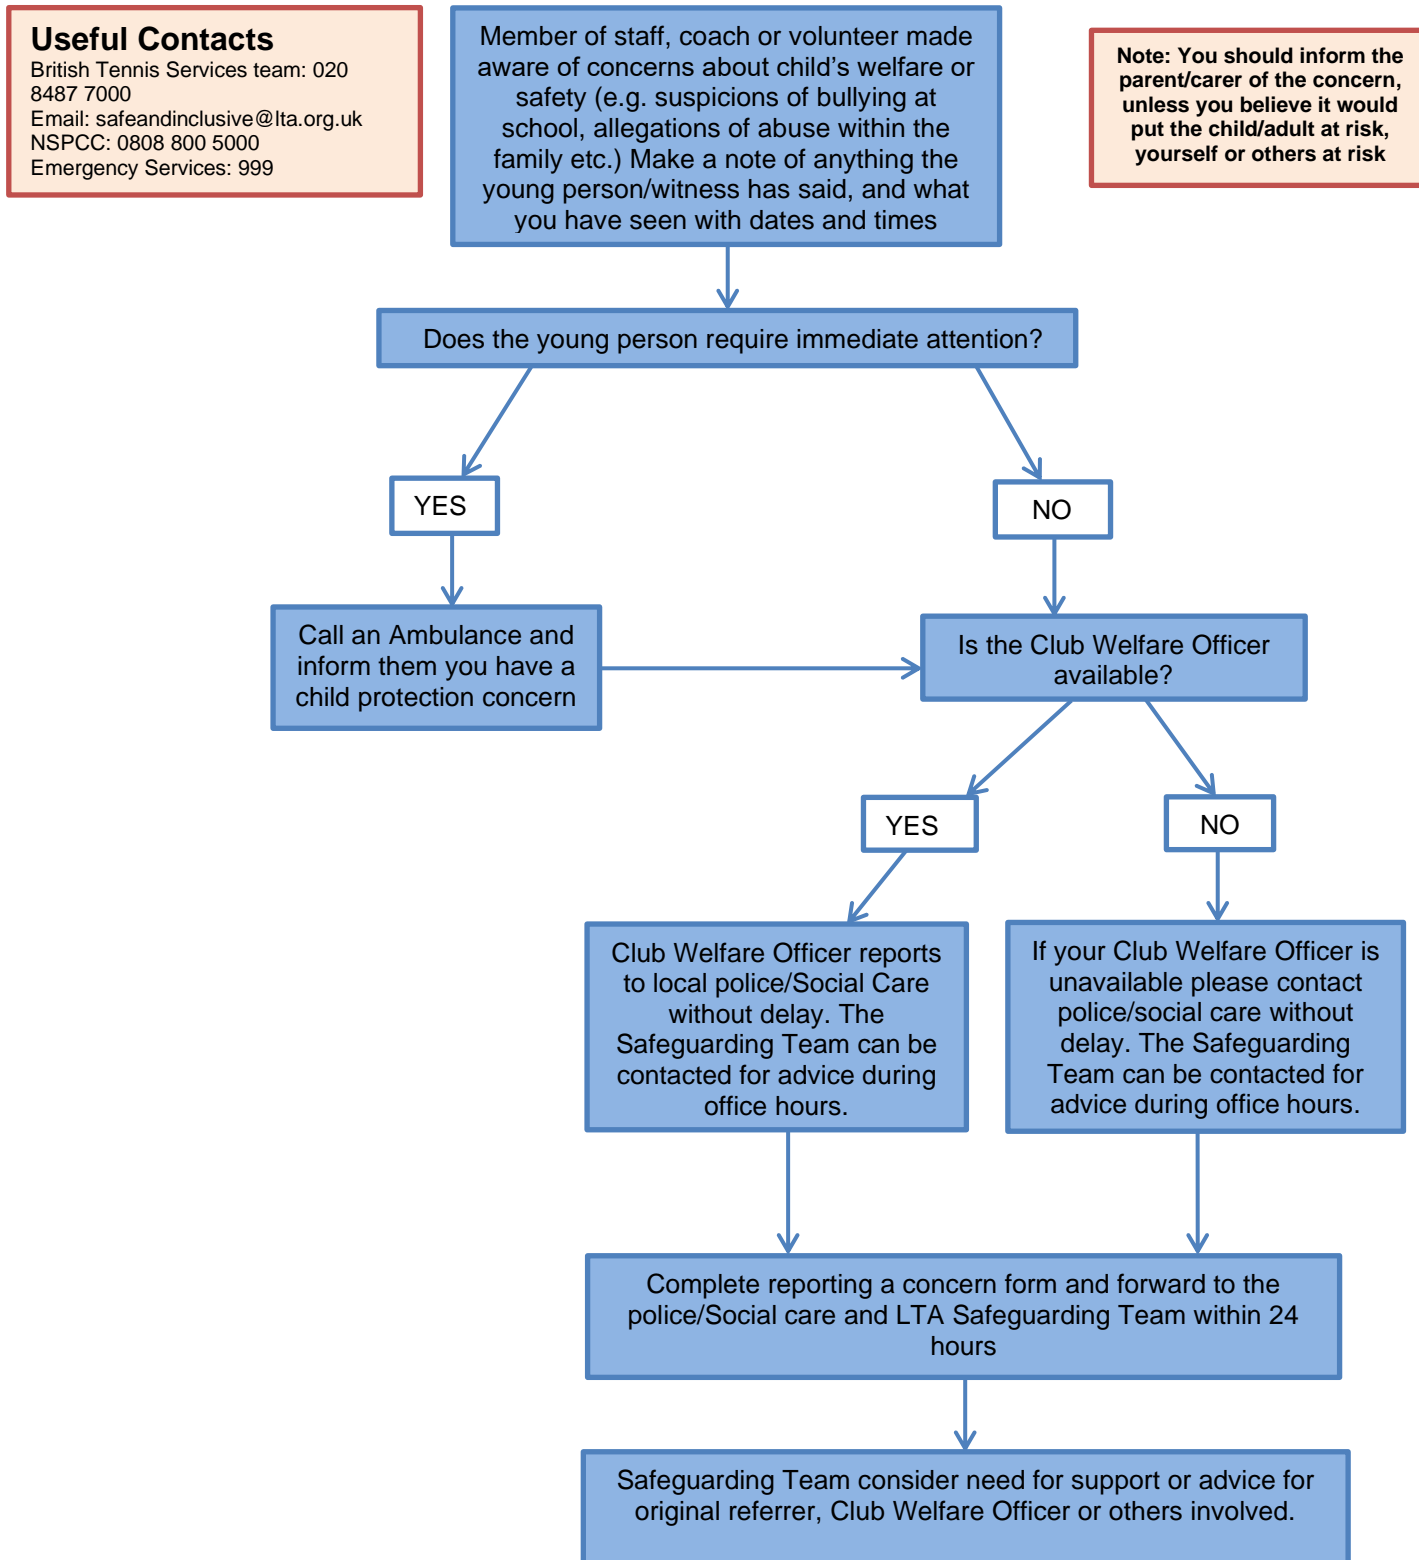 Useful Contacts
British Tennis Services team: 020
8487 7000
Email: safeandinclusive@lta.org.uk
NSPCC: 0808 800 5000
Emergency Services: 999
Member of staff, coach or volunteer made
aware of concerns about child's welfare or
safety (e.g. suspicions of bullying at
school, allegations of abuse within the
family etc.) Make a note of anything the
young person/witness has said, and what
you have seen with dates and times
Note: You should inform the
parent/carer of the concern,
unless you believe it would
put the child/adult at risk,
yourself or others at risk
Does the young person require immediate attention?
YES
NO
Call an Ambulance and
inform them you have a
child protection concern
Is the Club Welfare Officer
available?
YES
NO
Club Welfare Officer reports
to local police/Social Care
without delay. The
Safeguarding Team can be
contacted for advice during
office hours.
If your Club Welfare Officer is
unavailable please contact
police/social care without
delay. The Safeguarding
Team can be contacted for
advice during office hours.
Complete reporting a concern form and forward to the
police/Social care and LTA Safeguarding Team within 24
hours
Safeguarding Team consider need for support or advice for
original referrer, Club Welfare Officer or others involved.